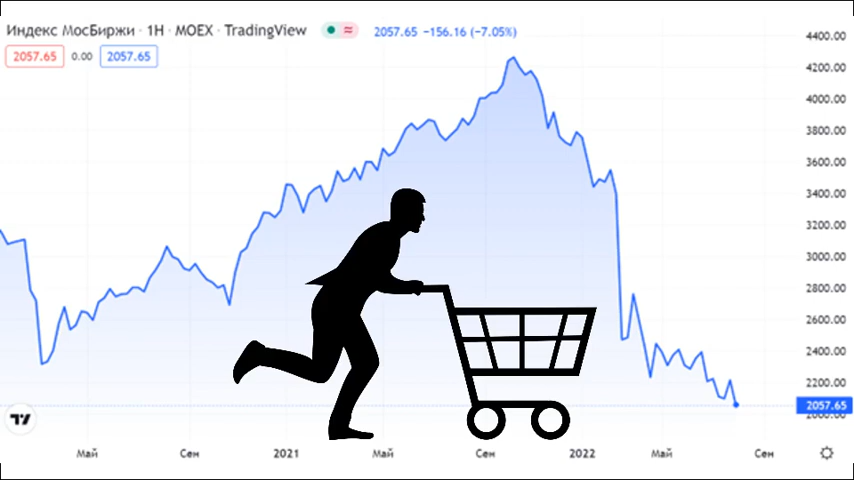 Индекс МосБиржи · 1Н · MOEX · TradingView
≈
2057.65 −156.16 (−7.05%)
2057.65
0.00
2057.65
4400.00
4200.00
4000.00
3800.00
3600.00
3400.00
3200.00
3000.00
2800.00
2600.00
2400.00
2200.00
2057.65
2000.00
Май
Сен
2021
Май
Сен
2022
Май
Сен